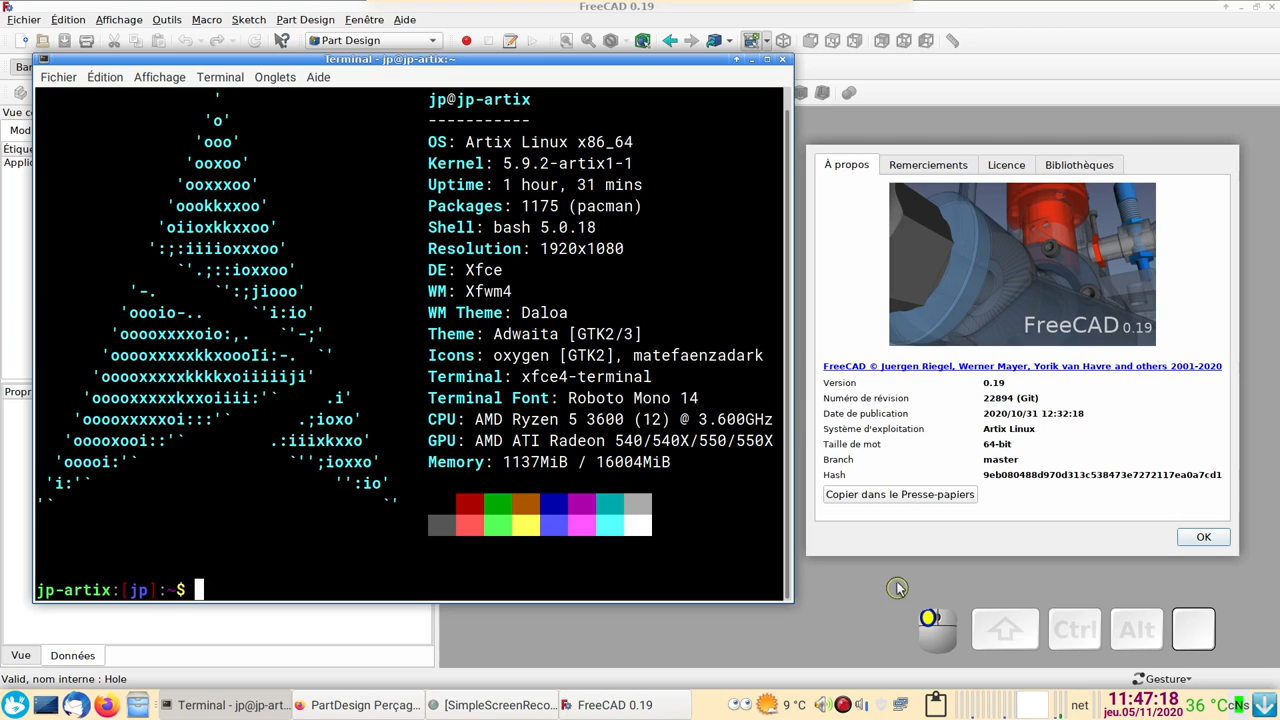 FreeCAD 0.19
Fichier Édition Affichage Outils Macro Sketch Part Design Fenêtre Aide
Part Design
Terminal - jp@jp-artix:~
Fichier Édition Affichage Terminal Onglets Aide
Vue co
Mod
Étique
Applic
Propr
jp@jp-artix
-----------
OS: Artix Linux x86_64
Kernel: 5.9.2-artix1-1
Uptime: 1 hour, 31 mins
Packages: 1175 (pacman)
Shell: bash 5.0.18
Resolution: 1920x1080
DE: Xfce
WM: Xfwm4
WM Theme: Daloa
Theme: Adwaita [GTK2/3]
Icons: oxygen [GTK2], matefaenzadark
Terminal: xfce4-terminal
Terminal Font: Roboto Mono 14
CPU: AMD Ryzen 5 3600 (12) @ 3.600GHz
GPU: AMD ATI Radeon 540/540X/550/550X
Memory: 1137MiB / 16004MiB
jp-artix:[jp]:~$
À propos Remerciements Licence Bibliothèques
FreeCAD 0.19
FreeCAD © Juergen Riegel, Werner Mayer, Yorik van Havre and others 2001-2020
Version 0.19
Numéro de révision 22894 (Git)
Date de publication 2020/10/31 12:32:18
Système d'exploitation Artix Linux
Taille de mot 64-bit
Branch master
Hash 9eb080488d970d313c538473e7272117ea0a7cd1
Copier dans le Presse-papiers
OK
Ctrl Alt
Vue Données
Valid, nom interne : Hole
Gesture
Terminal - jp@jp-art... PartDesign Perçag... [SimpleScreenReco... FreeCAD 0.19
9 °C
net
11:47:18
jeu.05/11/2020
36 °C